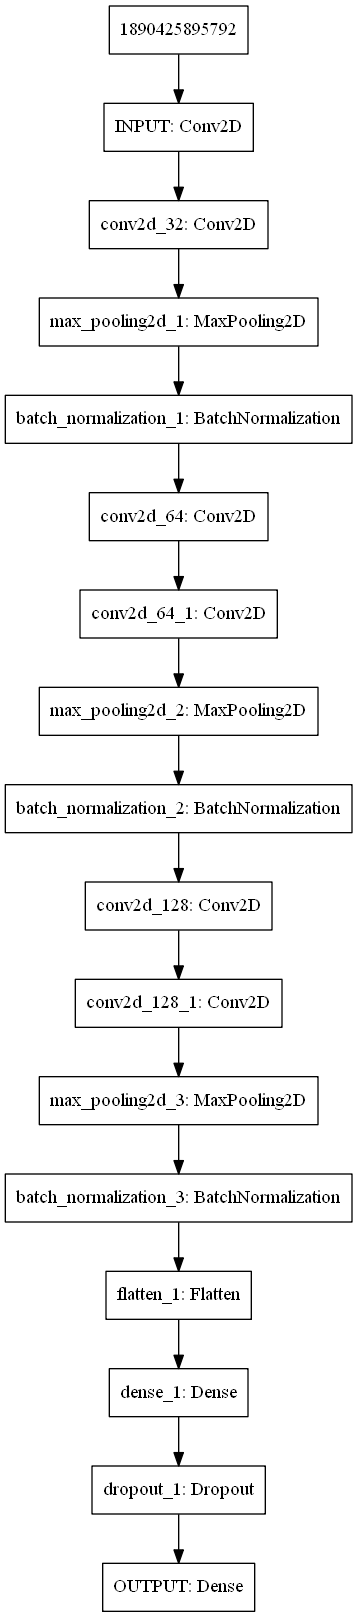 1890425895792
INPUT: Conv2D
conv2d_32: Conv2D
max_pooling2d_1: MaxPooling2D
batch_normalization_1: BatchNormalization
conv2d_64: Conv2D
conv2d_64_1: Conv2D
max_pooling2d_2: MaxPooling2D
batch_normalization_2: BatchNormalization
conv2d_128: Conv2D
conv2d_128_1: Conv2D
max_pooling2d_3: MaxPooling2D
batch_normalization_3: BatchNormalization
flatten_1: Flatten
dense_1: Dense
dropout_1: Dropout
OUTPUT: Dense